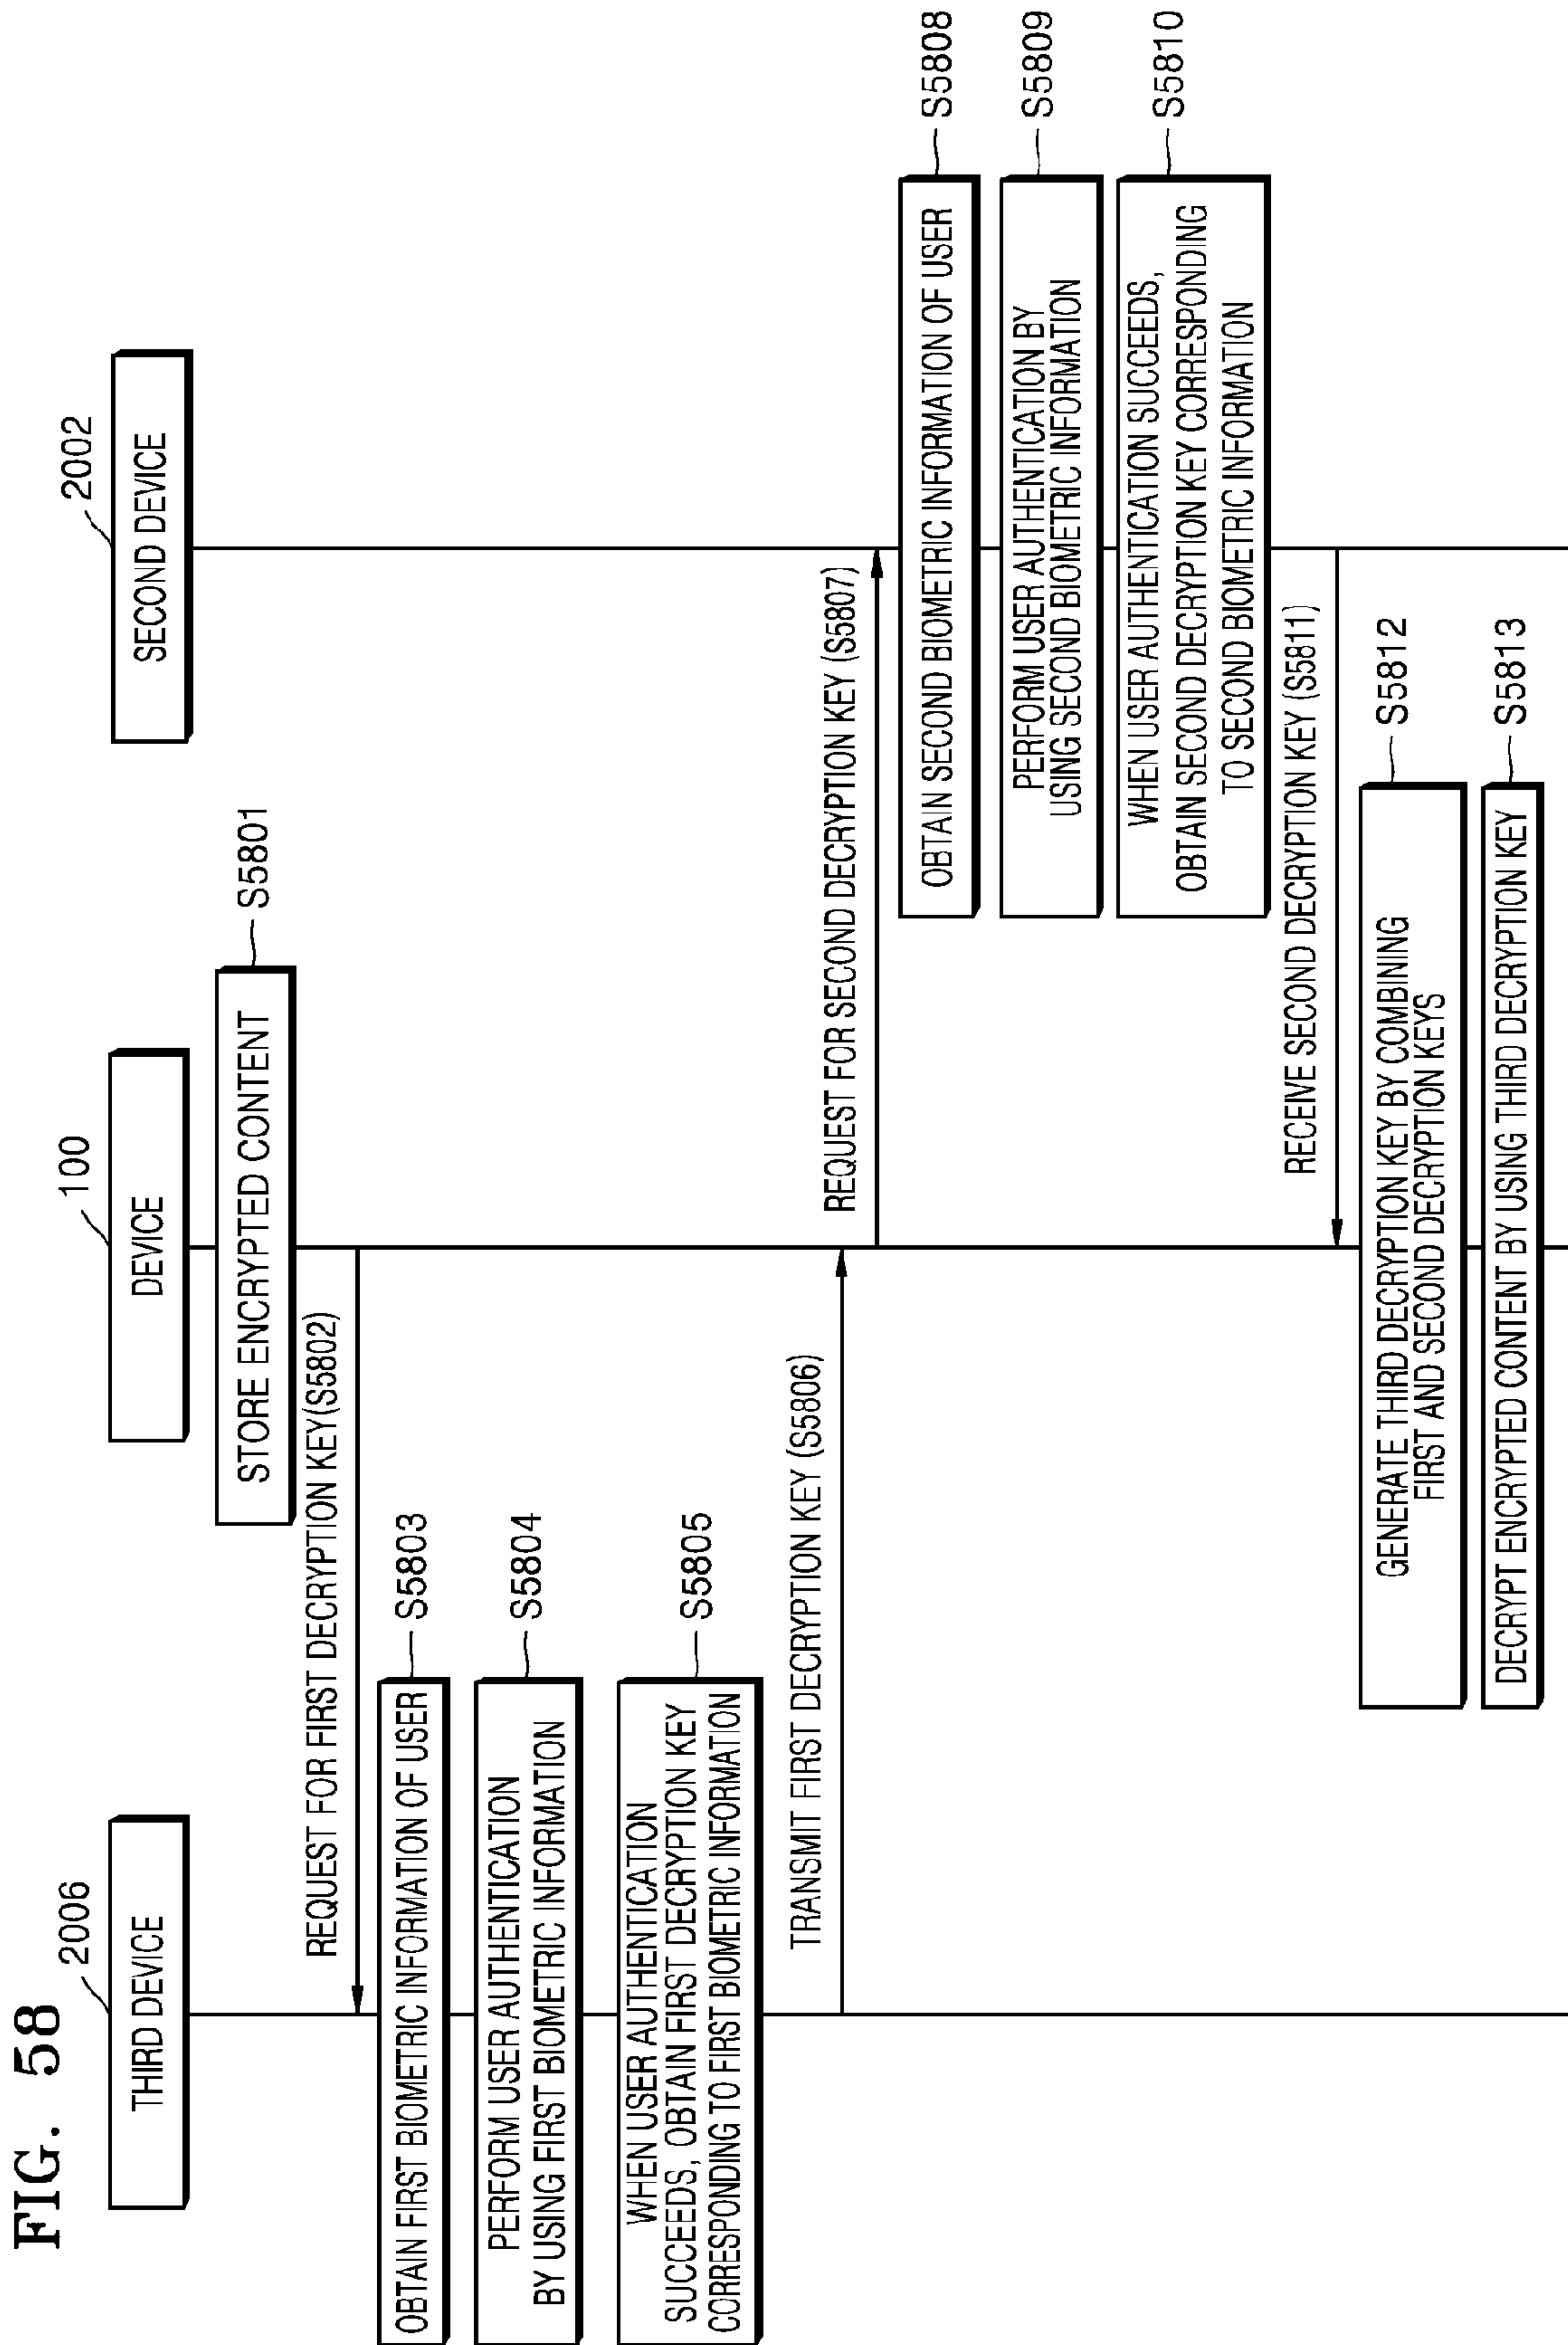 FIG. 58
2006
100
2002
THIRD DEVICE
DEVICE
SECOND DEVICE
STORE ENCRYPTED CONTENT
S5801
REQUEST FOR FIRST DECRYPTION KEY(S5802)
OBTAIN FIRST BIOMETRIC INFORMATION OF USER
S5803
PERFORM USER AUTHENTICATION
BY USING FIRST BIOMETRIC INFORMATION
S5804
WHEN USER AUTHENTICATION
SUCCEEDS, OBTAIN FIRST DECRYPTION KEY
CORRESPONDING TO FIRST BIOMETRIC INFORMATION
S5805
TRANSMIT FIRST DECRYPTION KEY (S5806)
REQUEST FOR SECOND DECRYPTION KEY (S5807)
OBTAIN SECOND BIOMETRIC INFORMATION OF USER
S5808
PERFORM USER AUTHENTICATION BY
USING SECOND BIOMETRIC INFORMATION
S5809
WHEN USER AUTHENTICATION SUCCEEDS,
OBTAIN SECOND DECRYPTION KEY CORRESPONDING
TO SECOND BIOMETRIC INFORMATION
S5810
RECEIVE SECOND DECRYPTION KEY (S5811)
GENERATE THIRD DECRYPTION KEY BY COMBINING
FIRST AND SECOND DECRYPTION KEYS
S5812
DECRYPT ENCRYPTED CONTENT BY USING THIRD DECRYPTION KEY
S5813